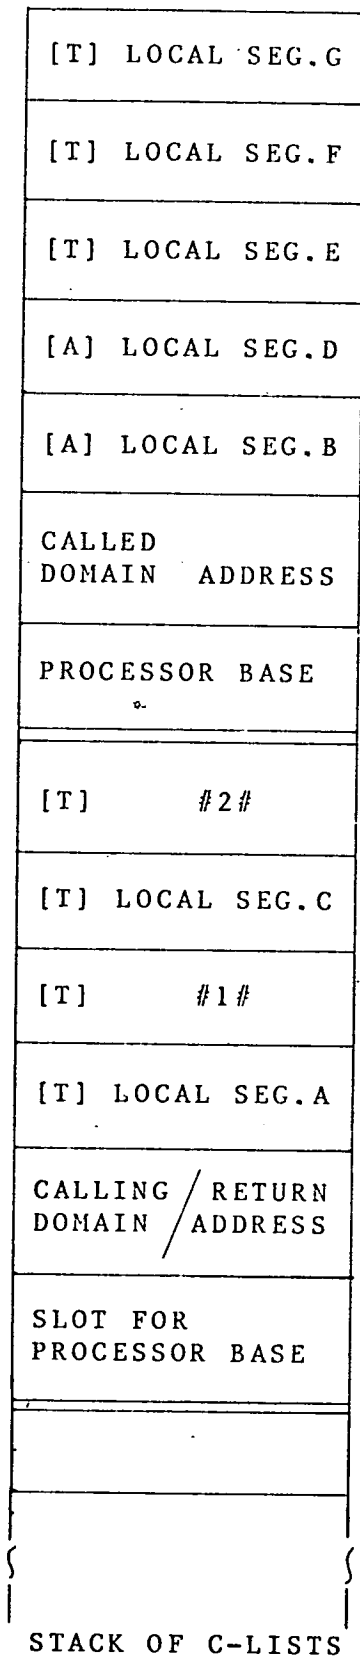 [T] LOCAL SEG.G
[T] LOCAL SEG.F
[T] LOCAL SEG.E
[A] LOCAL SEG.D
[A] LOCAL SEG.B
CALLED
DOMAIN ADDRESS
PROCESSOR BASE
[T] #2#
[T] LOCAL SEG.C
[T] #1#
[T] LOCAL SEG.A
CALLING / RETURN
DOMAIN / ADDRESS
SLOT FOR
PROCESSOR BASE
STACK OF C-LISTS